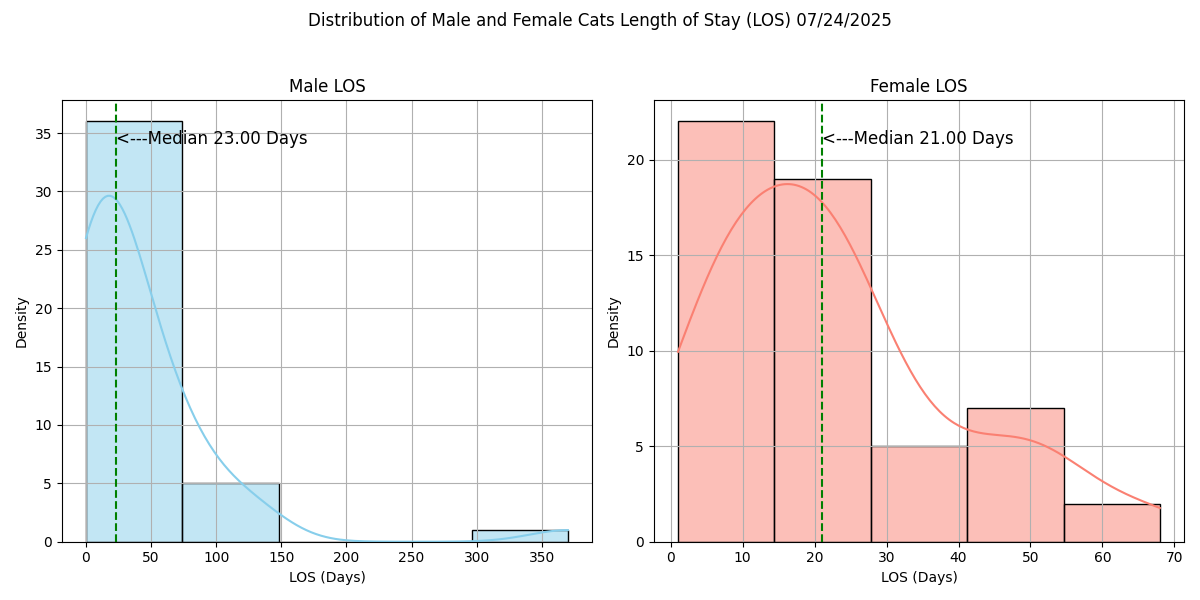 Distribution of Male and Female Cats Length of Stay (LOS) 07/24/2025
Male LOS
<---Median 23.00 Days
Density
35
30
25
20
15
10
5
0
0 50 100 150 200 250 300 350
LOS (Days)
Female LOS
<---Median 21.00 Days
Density
20
15
10
5
0
0 10 20 30 40 50 60 70
LOS (Days)